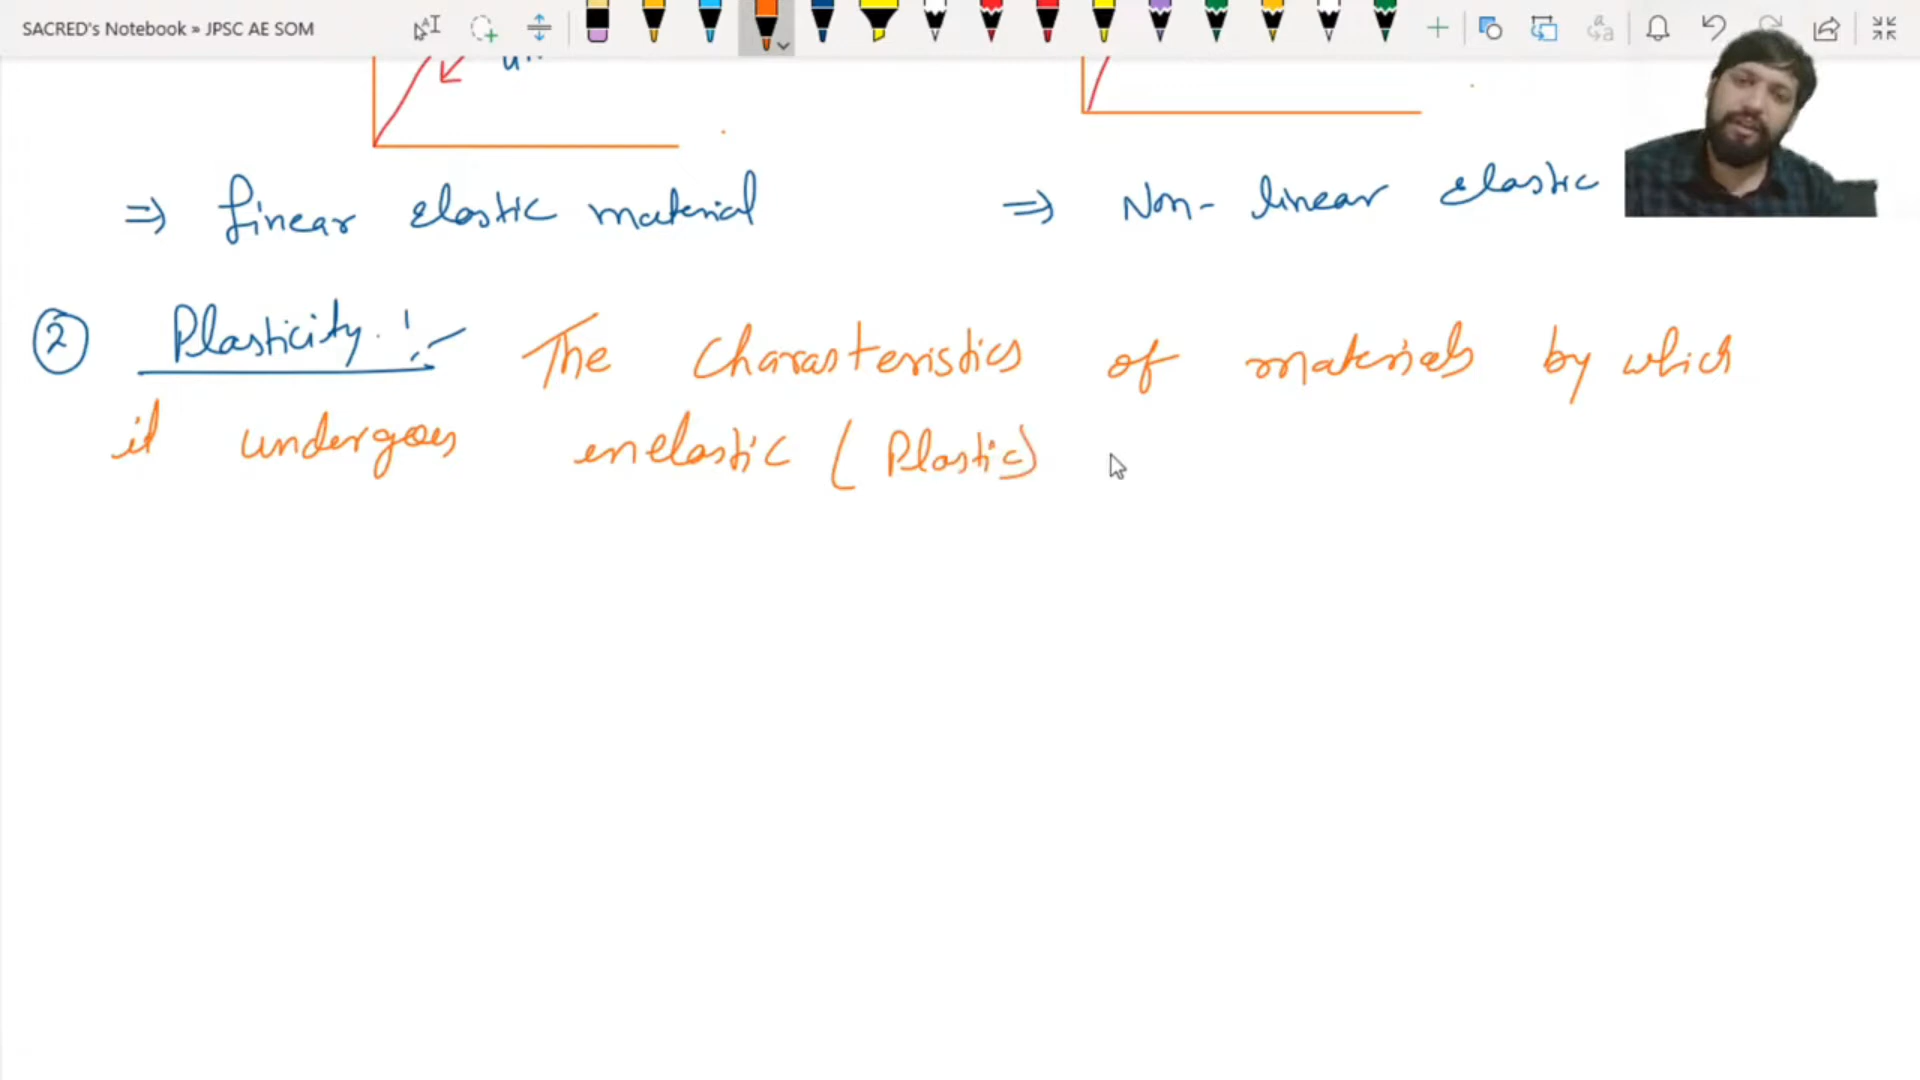 SACRED's Notebook » JPSC AE SOM
⇒ Linear elastic material
⇒ Non-linear elastic
② Plasticity :- The charasteristics of materials by which
it undergoes enelastic (Plastic)